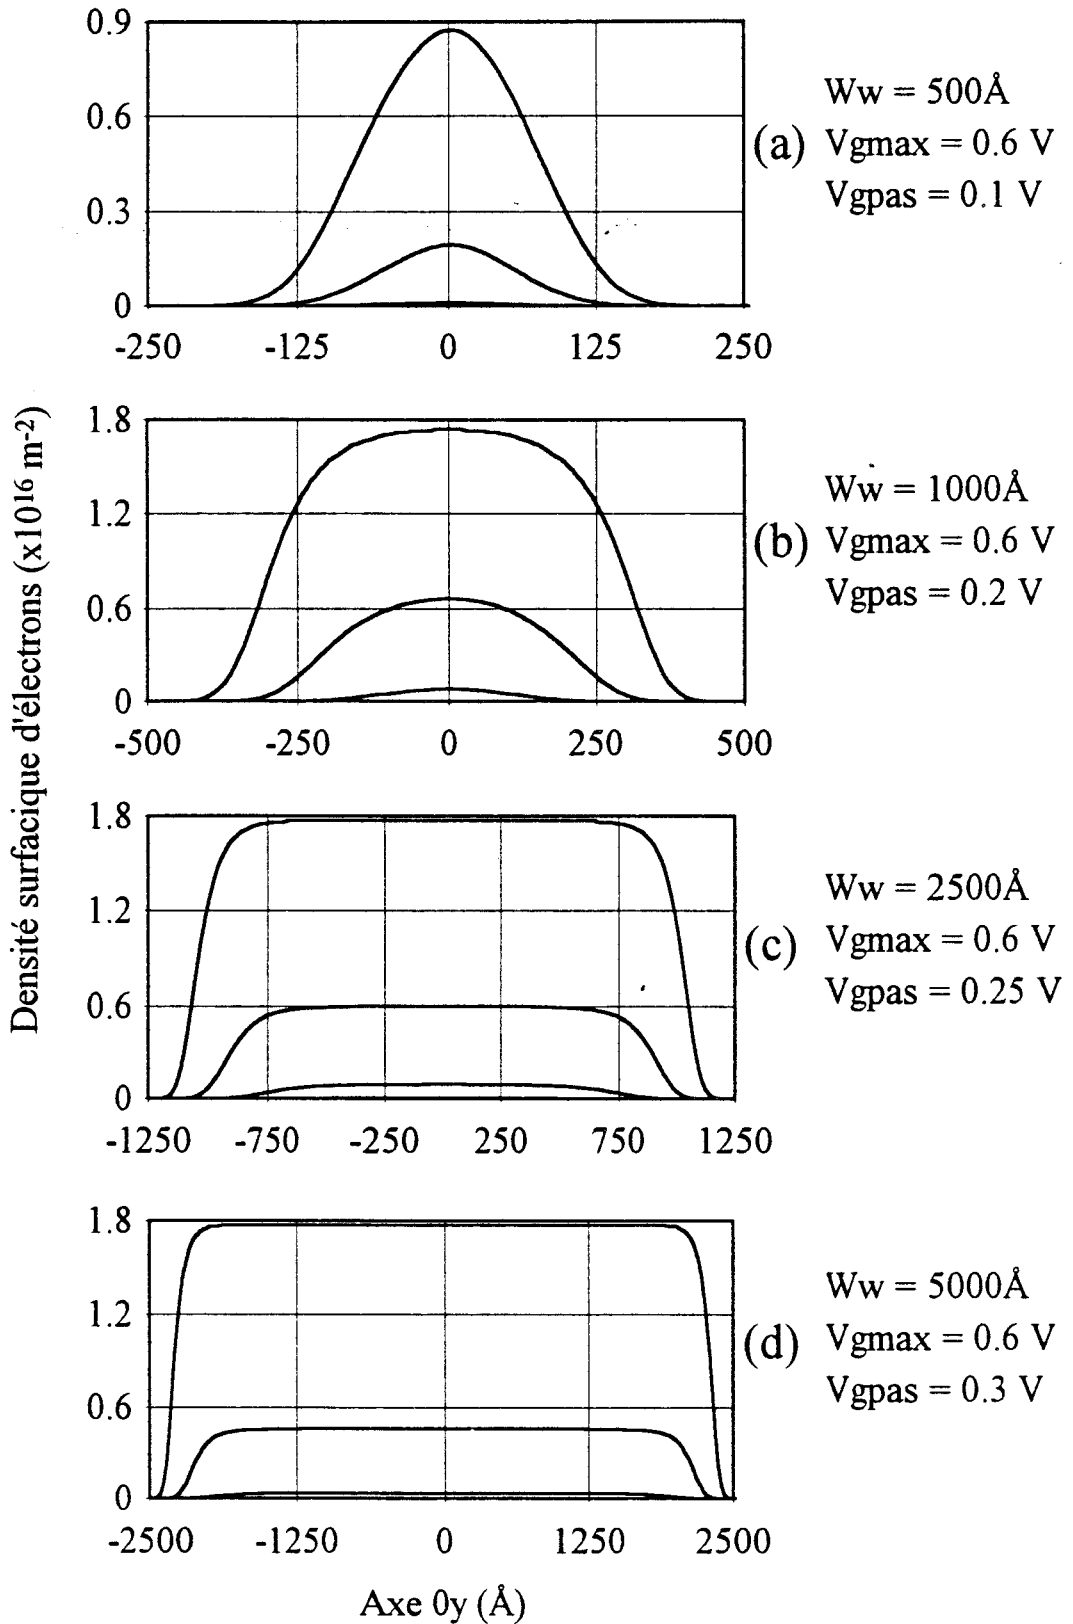 Densité surfacique d'électrons (x10¹⁶ m⁻²)
0.9
0.6
0.3
0
-250 -125 0 125 250
(a)
Ww = 500Å
Vgmax = 0.6 V
Vgpas = 0.1 V
1.8
1.2
0.6
0
-500 -250 0 250 500
(b)
Ww = 1000Å
Vgmax = 0.6 V
Vgpas = 0.2 V
1.8
1.2
0.6
0
-1250 -750 -250 250 750 1250
(c)
Ww = 2500Å
Vgmax = 0.6 V
Vgpas = 0.25 V
1.8
1.2
0.6
0
-2500 -1250 0 1250 2500
(d)
Ww = 5000Å
Vgmax = 0.6 V
Vgpas = 0.3 V
Axe 0y (Å)